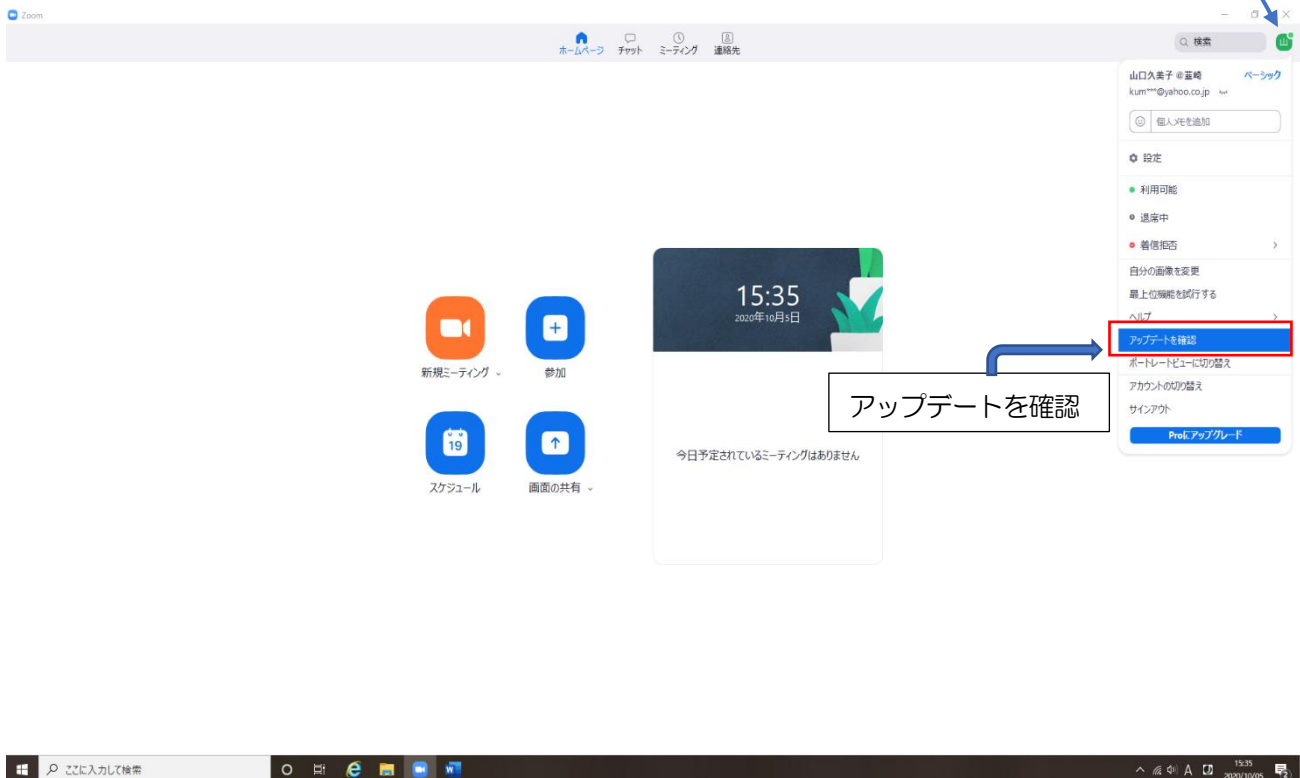 Zoom
ホームページ
チャット
ミーティング
連絡先
検索
山
山口久美子@韮崎
ベーシック
kum***@yahoo.co.jp
個人メモを追加
設定
利用可能
退席中
着信拒否
自分の画像を変更
最上位機能を試行する
ヘルプ
アップデートを確認
ポートレートビューに切り替え
アカウントの切り替え
サインアウト
Proにアップグレード
15:35
2020年10月5日
新規ミーティング
参加
アップデートを確認
19
今日予定されているミーティングはありません
スケジュール
画面の共有
ここに入力して検索
W
A
15:35
2020/10/05
2